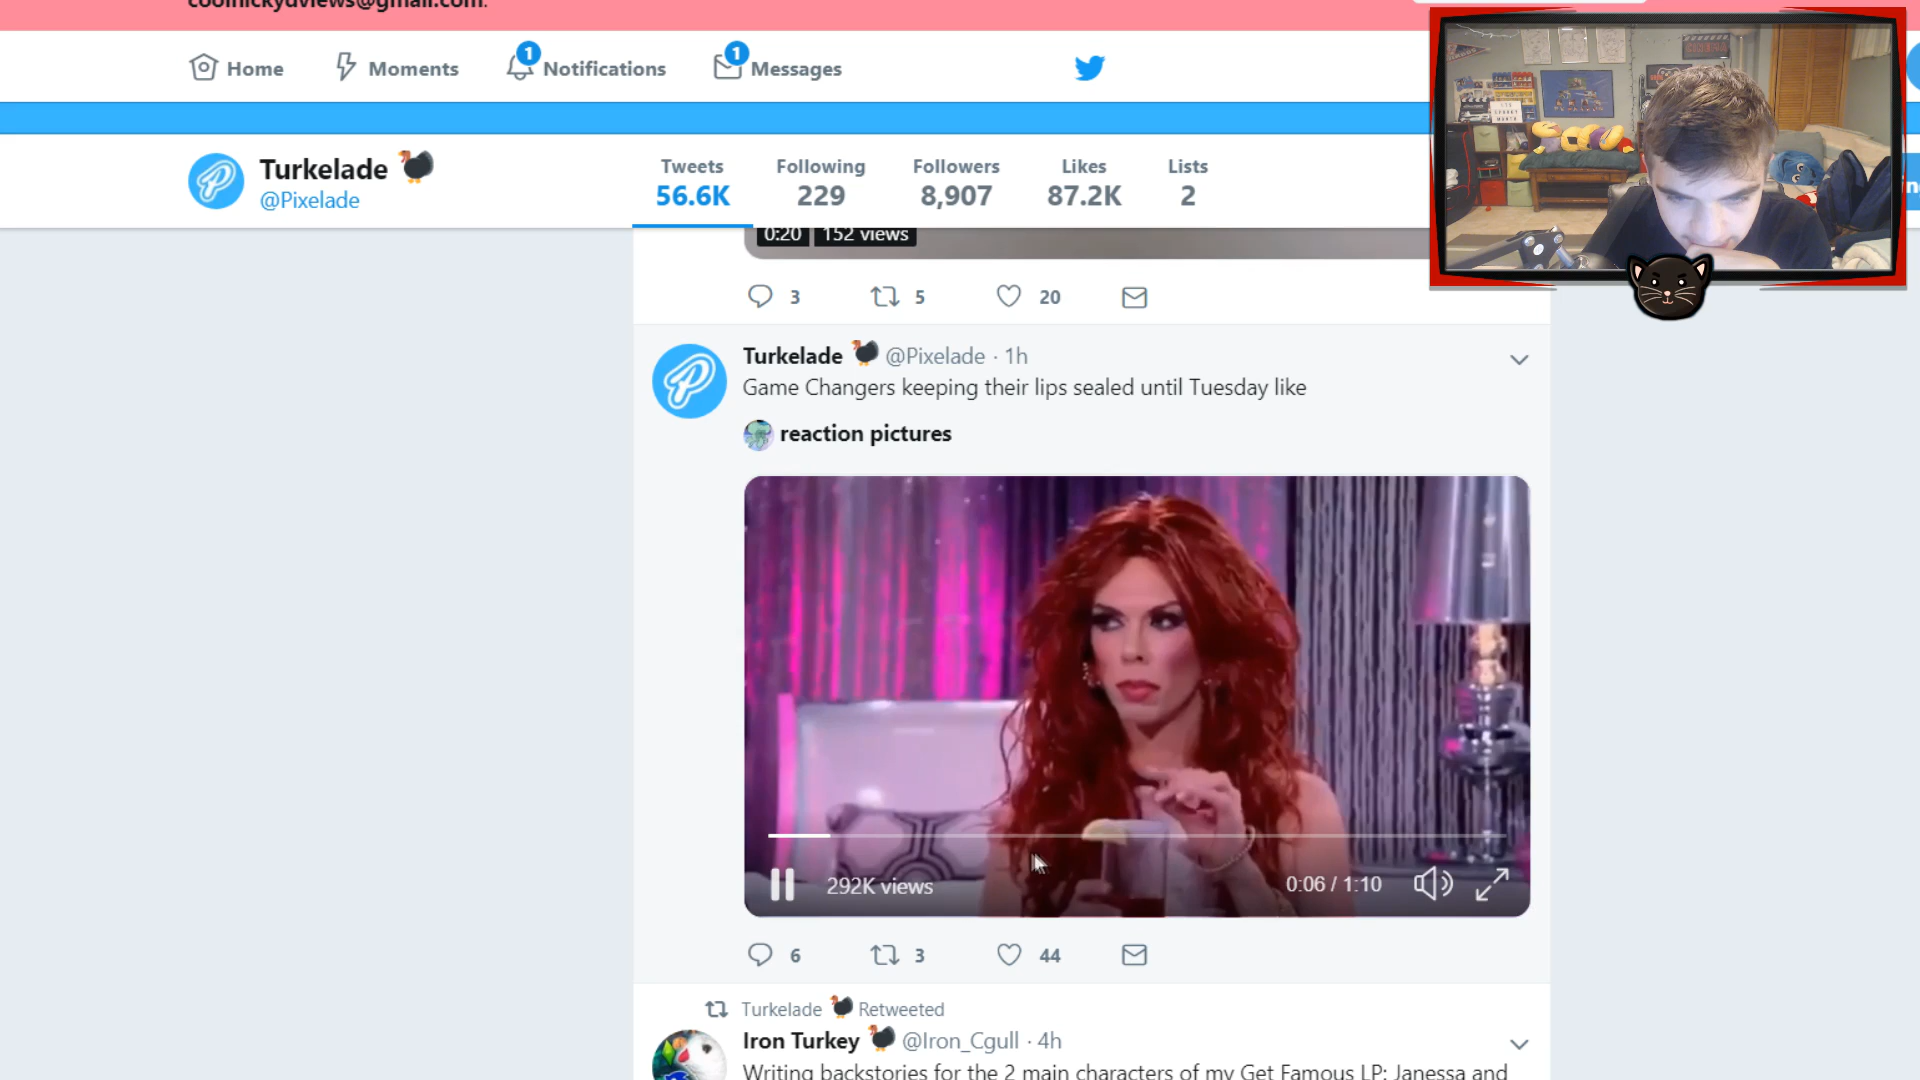 coolnickydviews@gmail.com.
Home
Moments
1
Notifications
1
Messages
Turkelade
@Pixelade
Tweets
56.6K
Following
229
Followers
8,907
Likes
87.2K
Lists
2
0:20
152 views
3
5
20
Turkelade @Pixelade · 1h
Game Changers keeping their lips sealed until Tuesday like
reaction pictures
292K views
0:06 / 1:10
6
3
44
Turkelade Retweeted
Iron Turkey @Iron_Cgull · 4h
Writing backstories for the 2 main characters of my Get Famous LP: Janessa and